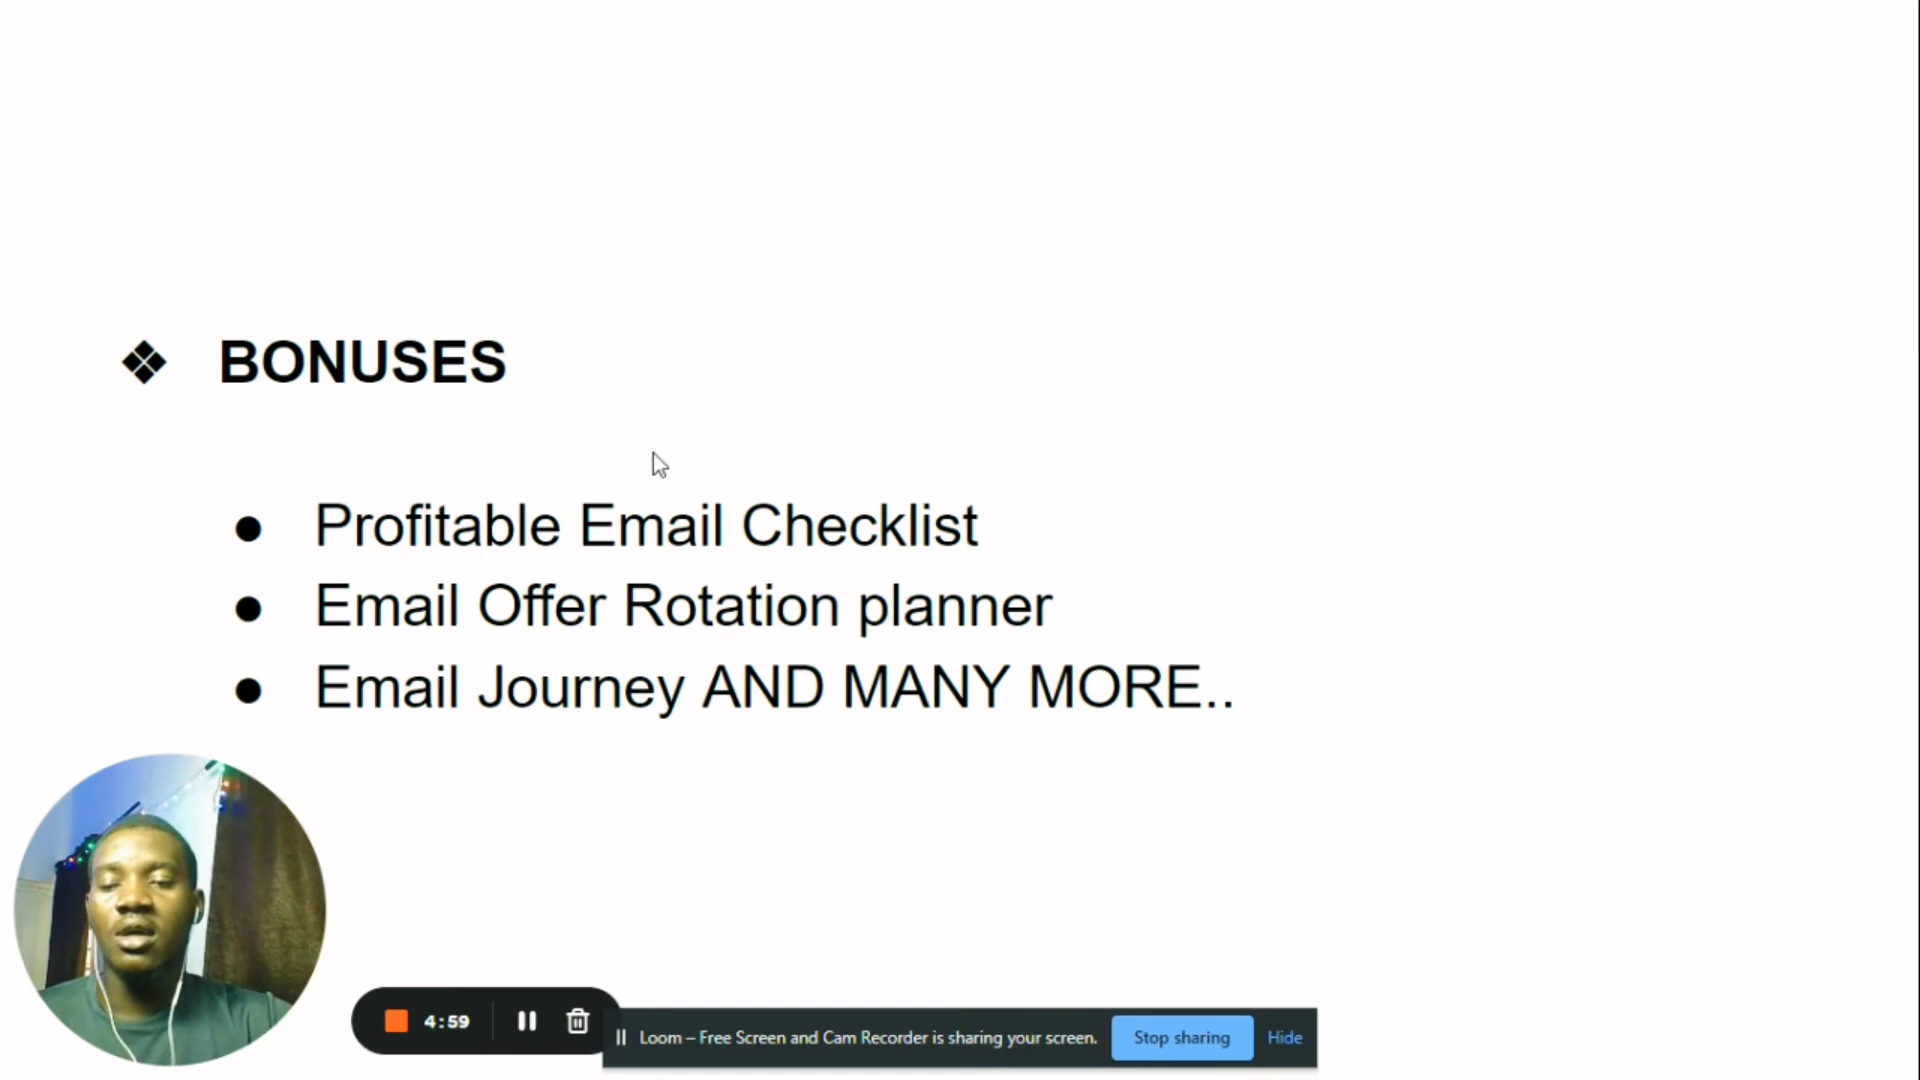 ❖ BONUSES
● Profitable Email Checklist
● Email Offer Rotation planner
● Email Journey AND MANY MORE..
4:59
Loom – Free Screen and Cam Recorder is sharing your screen. Stop sharing Hide